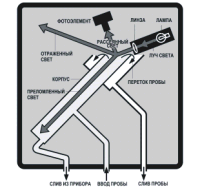 ФОТОЭЛЕМЕНТ
ЛИНЗА
ЛАМПА
РАССЕЯННЫЙ
СВЕТ
ОТРАЖЕННЫЙ
СВЕТ
ЛУЧ СВЕТА
КОРПУС
ПЕРЕТОК ПРОБЫ
ПРЕЛОМЛЕННЫЙ
СВЕТ
СЛИВ ИЗ ПРИБОРА
ВВОД ПРОБЫ
СЛИВ ПРОБЫ